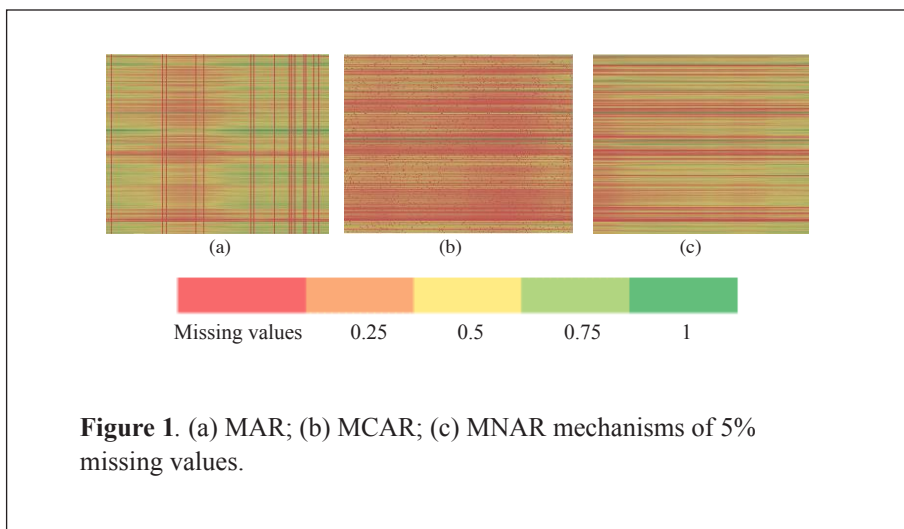 (a) (b) (c)
Missing values 0.25 0.5 0.75 1
Figure 1. (a) MAR; (b) MCAR; (c) MNAR mechanisms of 5%
missing values.